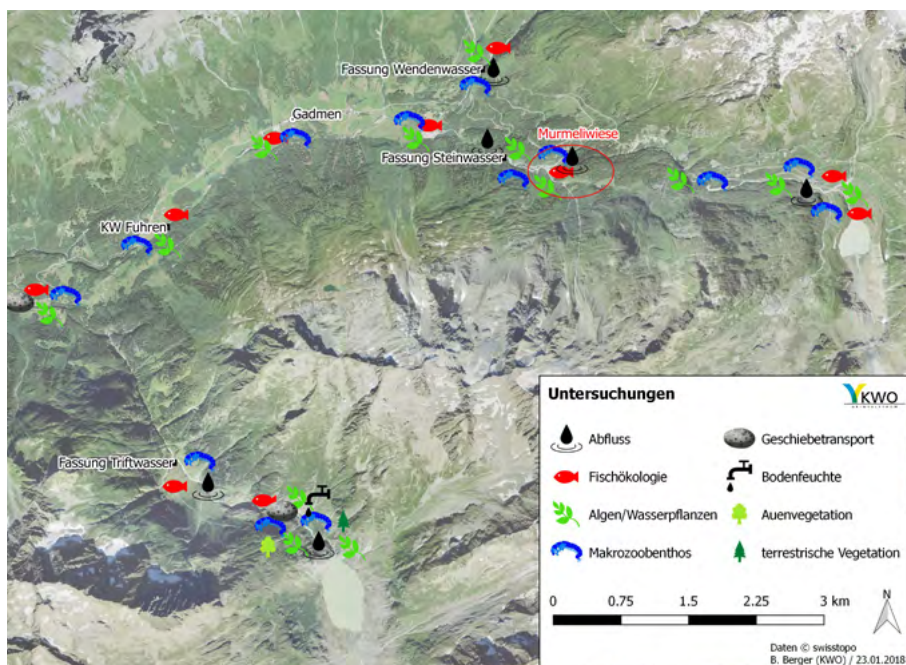 Fassung Wendenwasser
Gadmen
Murmeliwiese
Fassung Steinwasser
KW Fuhren
Fassung Triftwasser
Untersuchungen
KWO
Abfluss
Geschiebetransport
Fischökologie
Bodenfeuchte
Algen/Wasserpflanzen
Auenvegetation
Makrozoobenthos
terrestrische Vegetation
0 0.75 1.5 2.25 3 km
N
Daten © swisstopo
B. Berger (KWO) / 23.01.2018